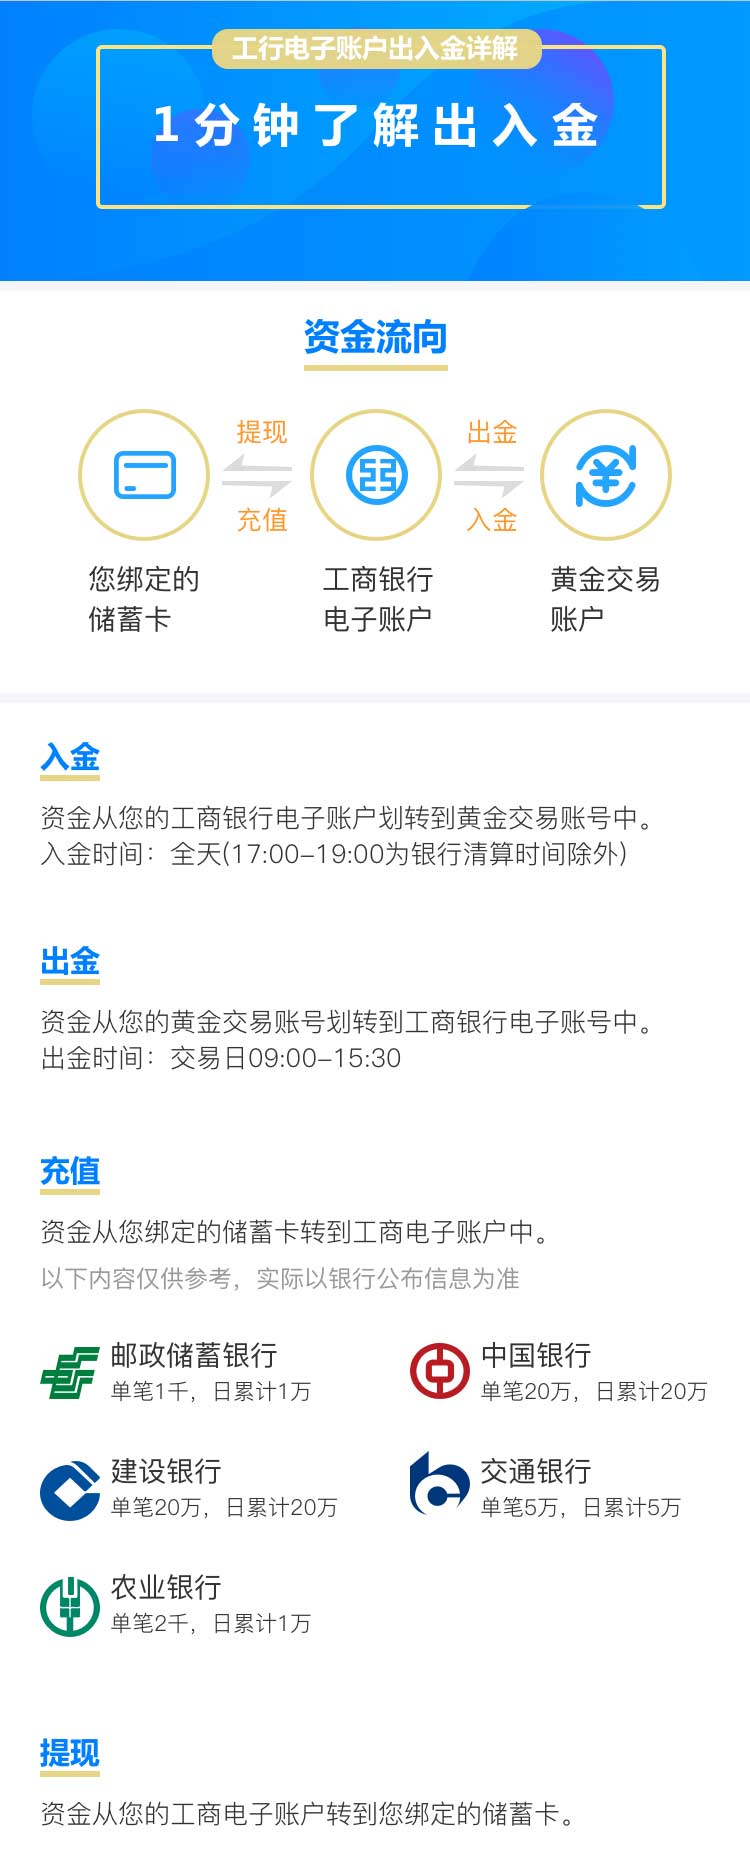 工行电子账户出入金详解
1分钟了解出入金
资金流向
提现
出金
充值
入金
您绑定的
储蓄卡
工商银行
电子账户
黄金交易
账户
入金
资金从您的工商银行电子账户划转到黄金交易账号中。
入金时间：全天(17:00-19:00为银行清算时间除外)
出金
资金从您的黄金交易账号划转到工商银行电子账号中。
出金时间：交易日09:00-15:30
充值
资金从您绑定的储蓄卡转到工商电子账户中。
以下内容仅供参考，实际以银行公布信息为准
邮政储蓄银行
单笔1千，日累计1万
中国银行
单笔20万，日累计20万
建设银行
单笔20万，日累计20万
交通银行
单笔5万，日累计5万
农业银行
单笔2千，日累计1万
提现
资金从您的工商电子账户转到您绑定的储蓄卡。